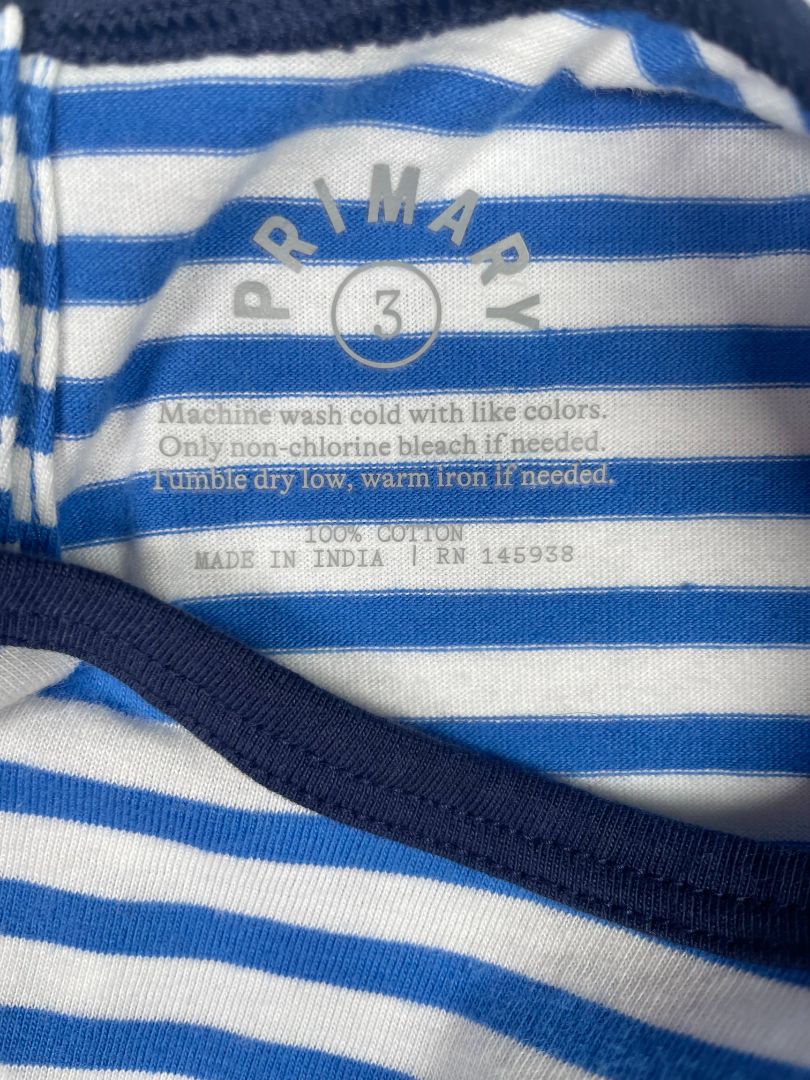 PRIMARY
3
Machine wash cold with like colors.
Only non-chlorine bleach if needed.
Tumble dry low, warm iron if needed.
100% COTTON
MADE IN INDIA | RN 145938